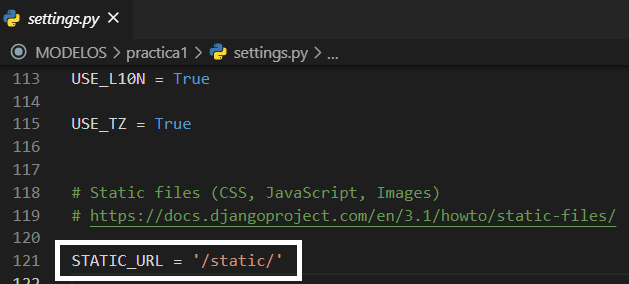 settings.py
MODELOS > practica1 > settings.py > ...
113 USE_L10N = True
114
115 USE_TZ = True
116
117
118 # Static files (CSS, JavaScript, Images)
119 # https://docs.djangoproject.com/en/3.1/howto/static-files/
120
121 STATIC_URL = '/static/'
122